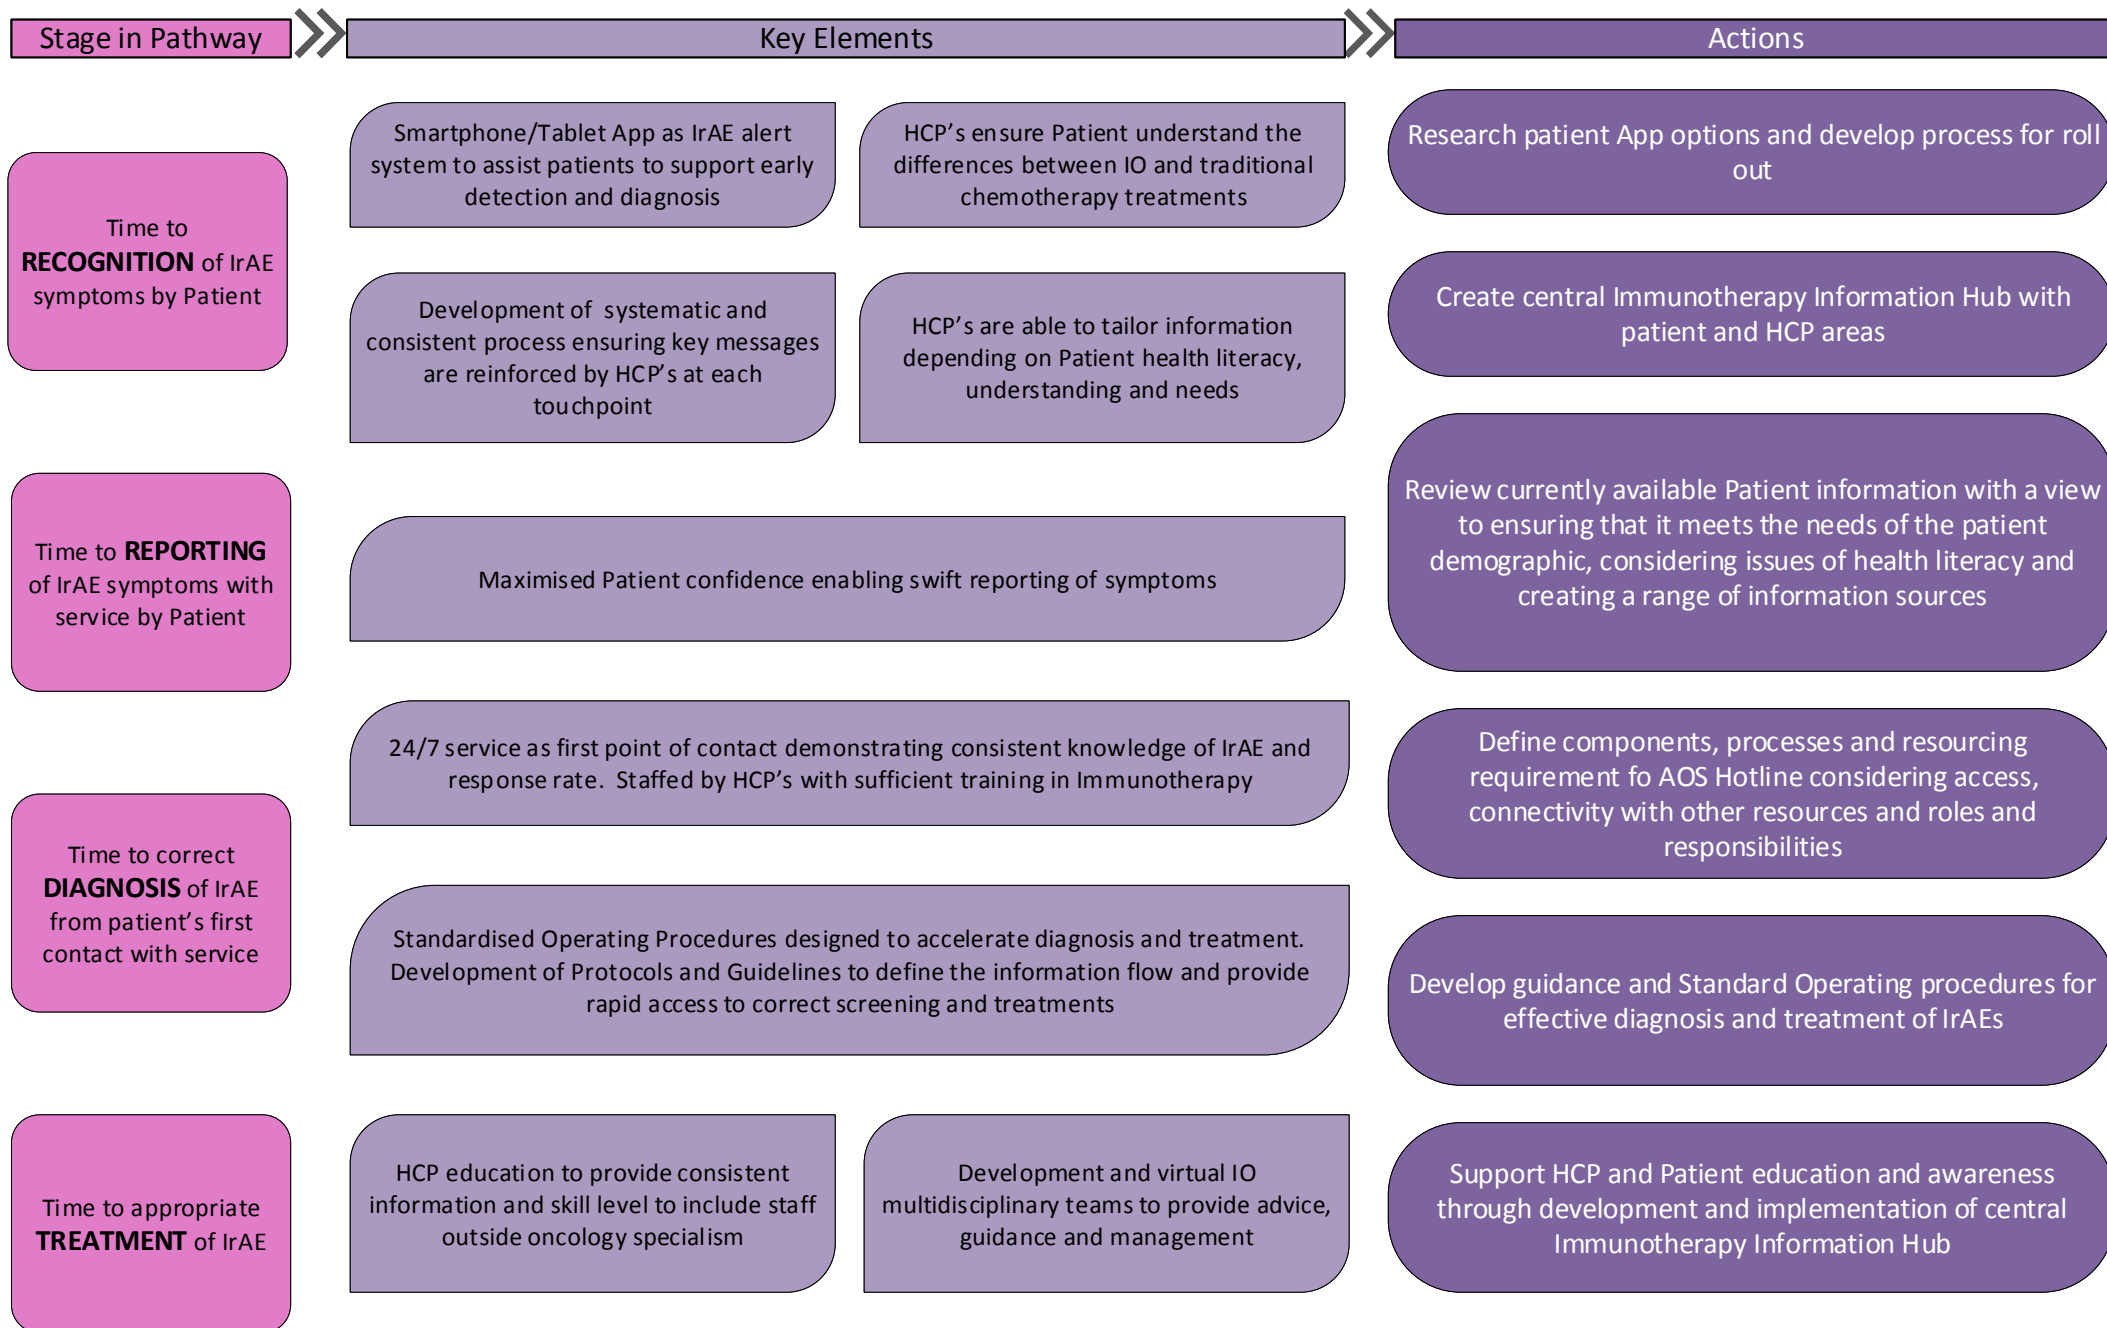 Stage in Pathway
Key Elements
Actions
Time to
RECOGNITION of IrAE
symptoms by Patient
Smartphone/Tablet App as IrAE alert
system to assist patients to support early
detection and diagnosis
HCP's ensure Patient understand the
differences between IO and traditional
chemotherapy treatments
Development of systematic and
consistent process ensuring key messages
are reinforced by HCP's at each
touchpoint
HCP's are able to tailor information
depending on Patient health literacy,
understanding and needs
Research patient App options and develop process for roll
out
Create central Immunotherapy Information Hub with
patient and HCP areas
Time to REPORTING
of IrAE symptoms with
service by Patient
Maximised Patient confidence enabling swift reporting of symptoms
Review currently available Patient information with a view
to ensuring that it meets the needs of the patient
demographic, considering issues of health literacy and
creating a range of information sources
Time to correct
DIAGNOSIS of IrAE
from patient's first
contact with service
24/7 service as first point of contact demonstrating consistent knowledge of IrAE and
response rate. Staffed by HCP's with sufficient training in Immunotherapy
Standardised Operating Procedures designed to accelerate diagnosis and treatment.
Development of Protocols and Guidelines to define the information flow and provide
rapid access to correct screening and treatments
Define components, processes and resourcing
requirement fo AOS Hotline considering access,
connectivity with other resources and roles and
responsibilities
Develop guidance and Standard Operating procedures for
effective diagnosis and treatment of IrAEs
Time to appropriate
TREATMENT of IrAE
HCP education to provide consistent
information and skill level to include staff
outside oncology specialism
Development and virtual IO
multidisciplinary teams to provide advice,
guidance and management
Support HCP and Patient education and awareness
through development and implementation of central
Immunotherapy Information Hub